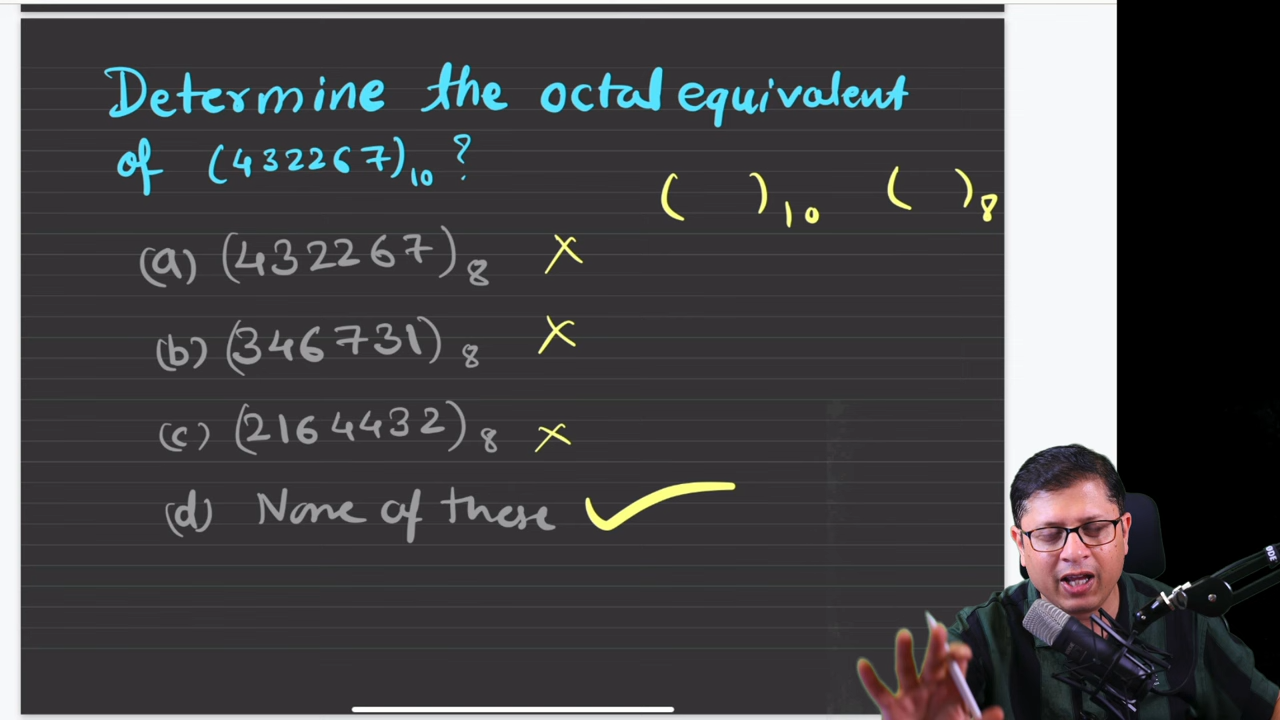 Determine the octal equivalent
of (432267)10 ?
( )10 ( )8
(a) (432267)8 ×
(b) (346731)8 ×
(c) (2164432)8 ×
(d) None of these ✓